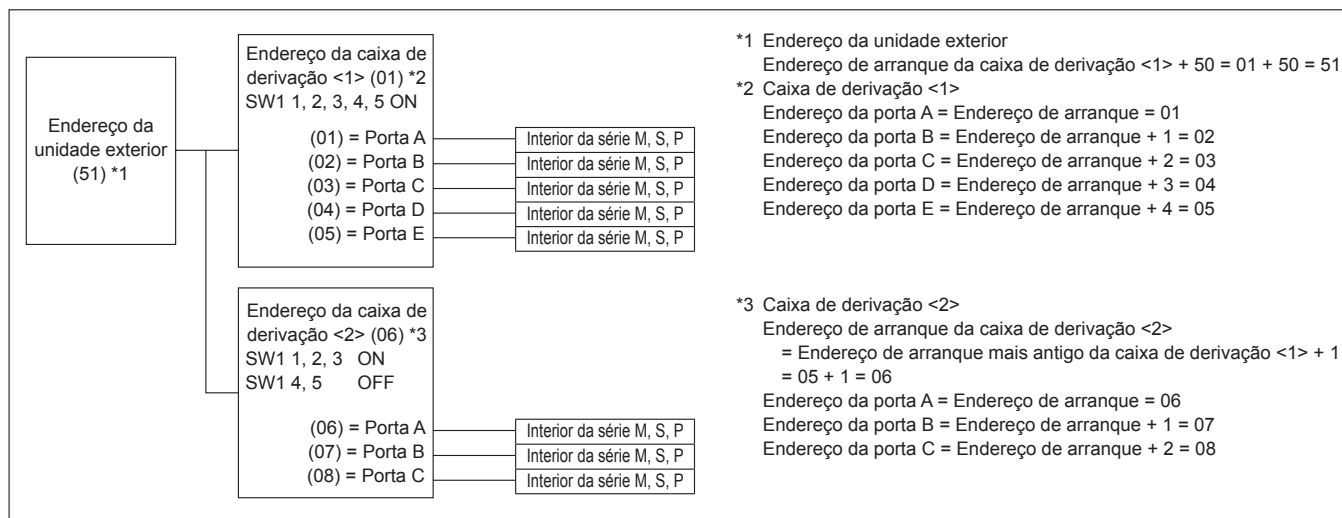 Endereço da
unidade exterior
(51) *1
Endereço da caixa de
derivação <1> (01) *2
SW1 1, 2, 3, 4, 5 ON
(01) = Porta A
(02) = Porta B
(03) = Porta C
(04) = Porta D
(05) = Porta E
Interior da série M, S, P
Interior da série M, S, P
Interior da série M, S, P
Interior da série M, S, P
Interior da série M, S, P
Endereço da caixa de
derivação <2> (06) *3
SW1 1, 2, 3 ON
SW1 4, 5 OFF
(06) = Porta A
(07) = Porta B
(08) = Porta C
Interior da série M, S, P
Interior da série M, S, P
Interior da série M, S, P
*1 Endereço da unidade exterior
Endereço de arranque da caixa de derivação <1> + 50 = 01 + 50 = 51
*2 Caixa de derivação <1>
Endereço da porta A = Endereço de arranque = 01
Endereço da porta B = Endereço de arranque + 1 = 02
Endereço da porta C = Endereço de arranque + 2 = 03
Endereço da porta D = Endereço de arranque + 3 = 04
Endereço da porta E = Endereço de arranque + 4 = 05
*3 Caixa de derivação <2>
Endereço de arranque da caixa de derivação <2>
= Endereço de arranque mais antigo da caixa de derivação <1> + 1
= 05 + 1 = 06
Endereço da porta A = Endereço de arranque = 06
Endereço da porta B = Endereço de arranque + 1 = 07
Endereço da porta C = Endereço de arranque + 2 = 08